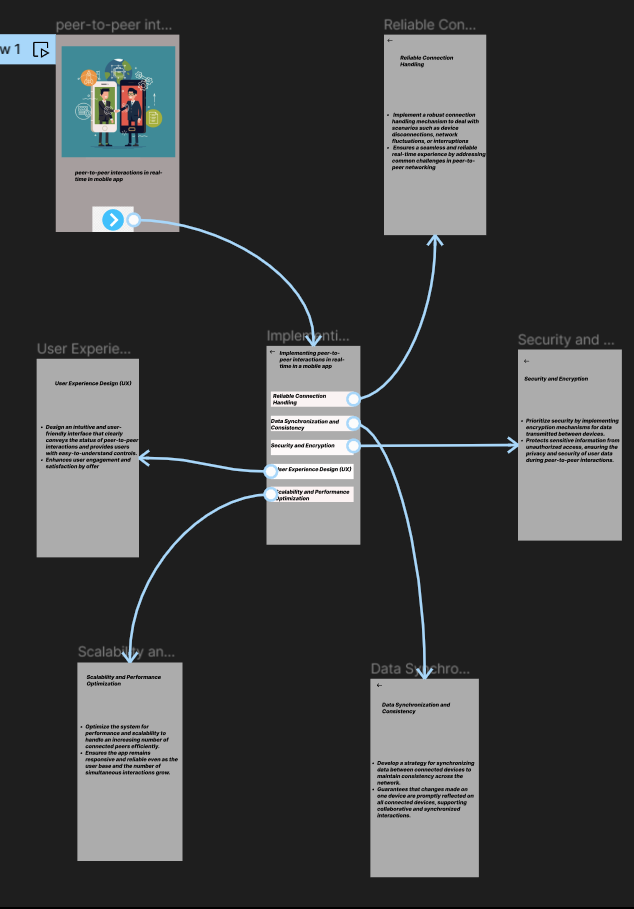 peer-to-peer int...
Reliable Con...
w 1
←
Reliable Connection
Handling
• Implement a robust connection
handling mechanism to deal with
scenarios such as device
disconnections, network
fluctuations, or interruptions
• Ensures a seamless and reliable
real-time experience by addressing
common challenges in peer-to-
peer networking
peer-to-peer interactions in real-
time in mobile app
User Experie...
User Experience Design (UX)
• Design an intuitive and user-
friendly interface that clearly
conveys the status of peer-to-peer
interactions and provides users
with easy-to-understand controls.
• Enhances user engagement and
satisfaction by offer
Implementi...
←
Implementing peer-to-
peer interactions in real-
time in a mobile app
Reliable Connection
Handling
Data Synchronization and
Consistency
Security and Encryption
User Experience Design (UX)
Scalability and Performance
Optimization
Security and ...
←
Security and Encryption
• Prioritize security by implementing
encryption mechanisms for data
transmitted between devices.
• Protects sensitive information from
unauthorized access, ensuring the
privacy and security of user data
during peer-to-peer interactions.
Scalability an...
Scalability and Performance
Optimization
• Optimize the system for
performance and scalability to
handle an increasing number of
connected peers efficiently.
• Ensures the app remains
responsive and reliable even as the
user base and the number of
simultaneous interactions grow.
Data Synchro...
←
Data Synchronization and
Consistency
• Develop a strategy for synchronizing
data between connected devices to
maintain consistency across the
network.
• Guarantees that changes made on
one device are promptly reflected on
all connected devices, supporting
collaborative and synchronized
interactions.